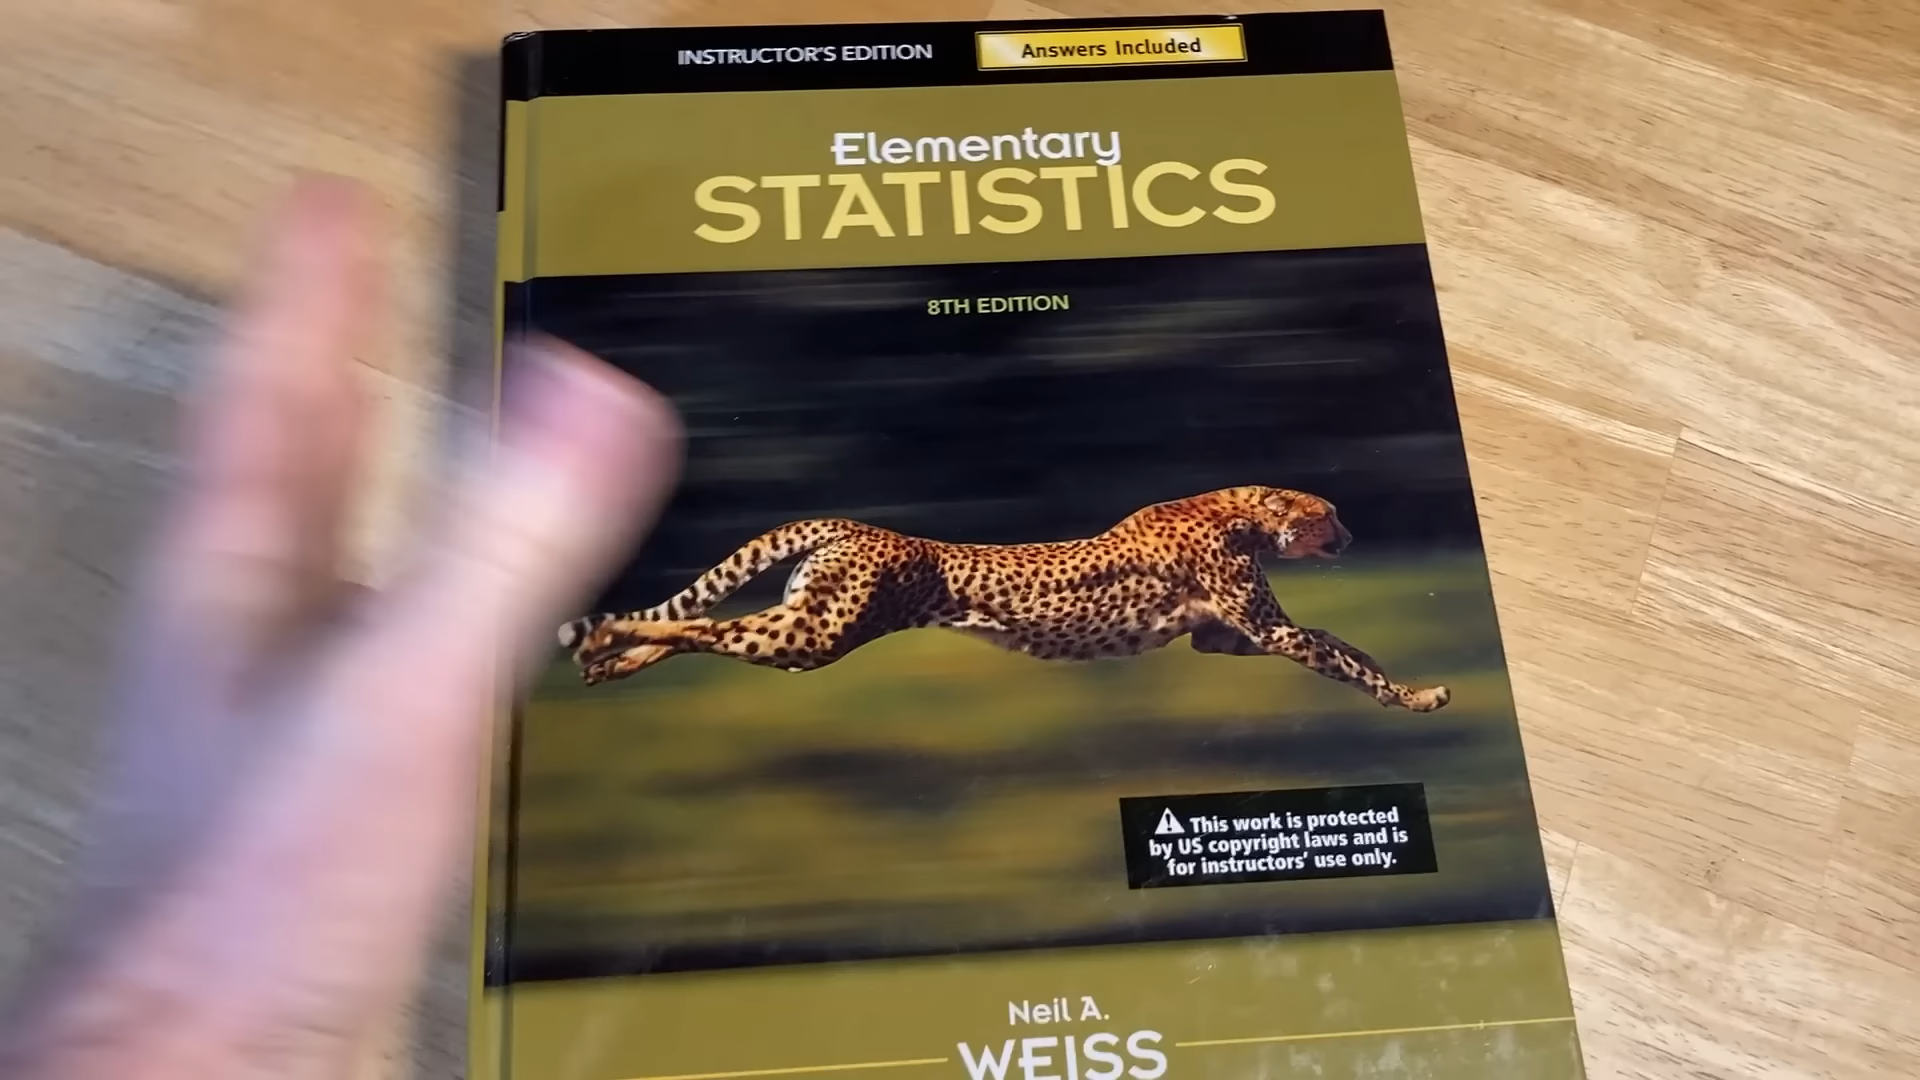 INSTRUCTOR'S EDITION
Answers Included
Elementary
STATISTICS
8TH EDITION
This work is protected
by US copyright laws and is
for instructors' use only.
Neil A.
WEISS